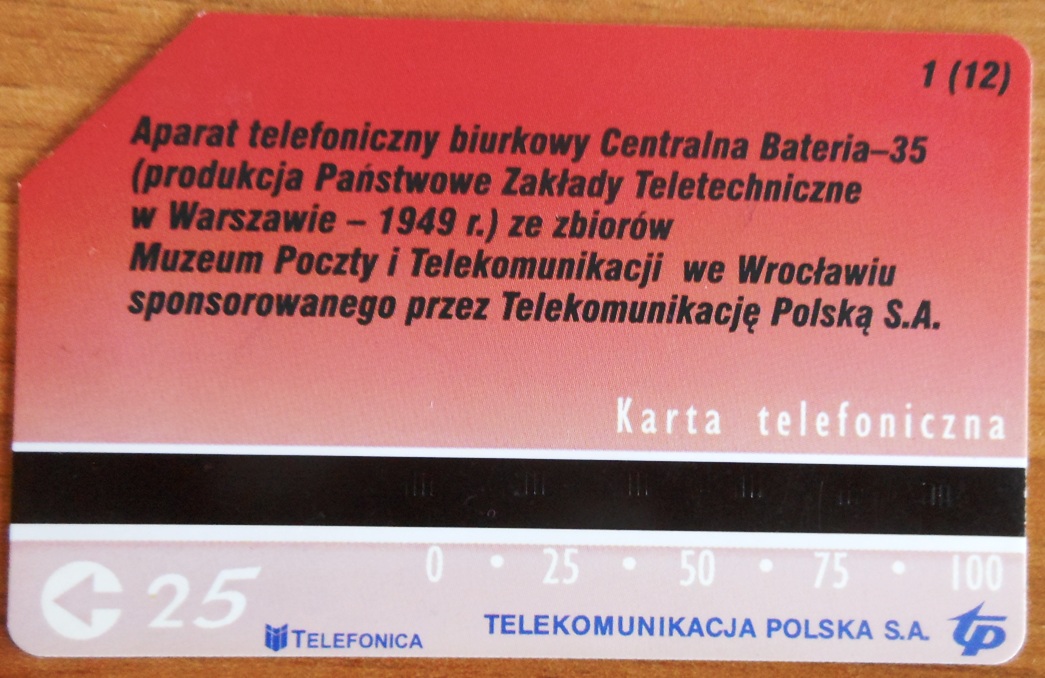 1 (12)
Aparat telefoniczny biurkowy Centralna Bateria–35
(produkcja Państwowe Zakłady Teletechniczne
w Warszawie – 1949 r.) ze zbiorów
Muzeum Poczty i Telekomunikacji we Wrocławiu
sponsorowanego przez Telekomunikację Polską S.A.
Karta telefoniczna
0 • 25 • 50 • 75 • 100
25
TELEFONICA
TELEKOMUNIKACJA POLSKA S.A. tp